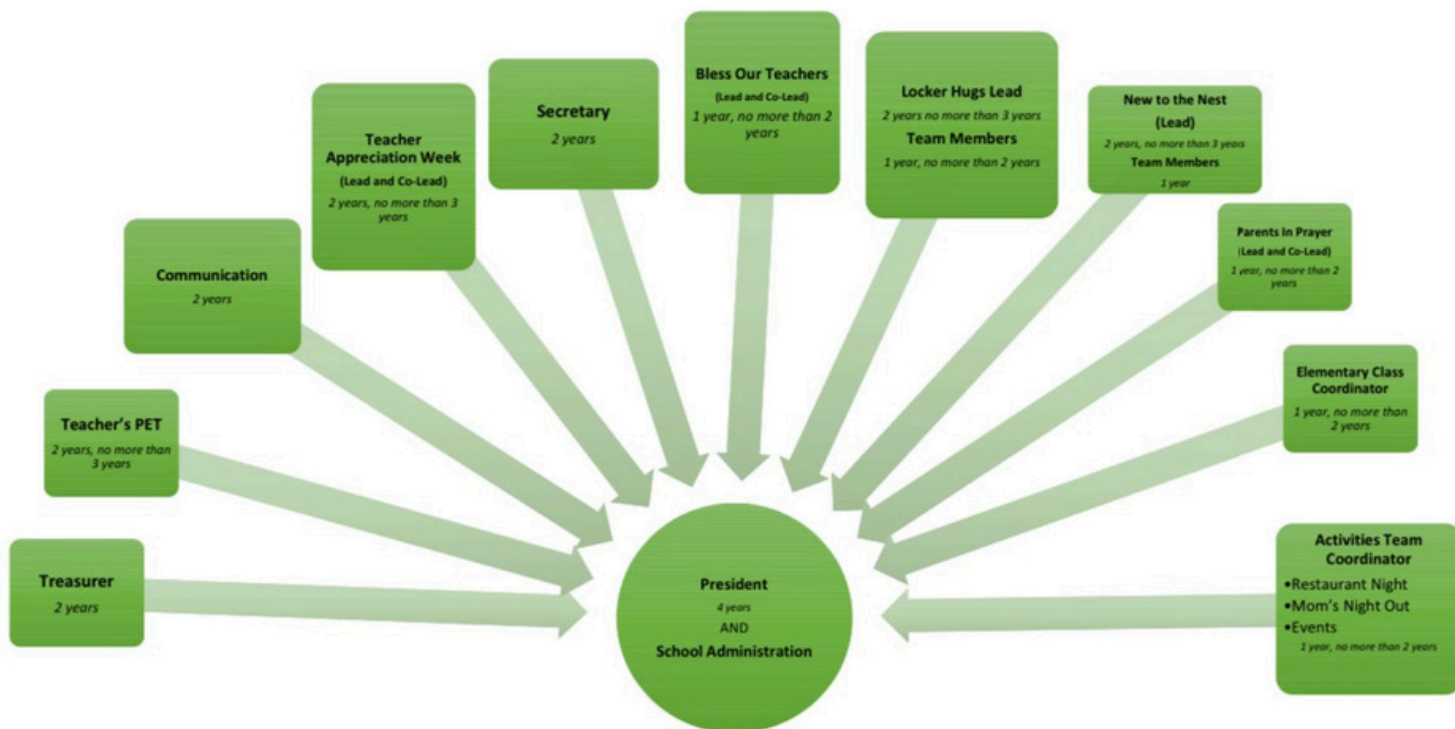 Treasurer
2 years
Teacher's PET
2 years, no more than
3 years
Communication
2 years
Teacher
Appreciation Week
(Lead and Co-Lead)
2 years, no more than 3
years
Secretary
2 years
Bless Our Teachers
(Lead and Co-Lead)
1 year, no more than 2
years
Locker Hugs Lead
2 years no more than 3 years
Team Members
1 year, no more than 2 years
New to the Nest
(Lead)
2 years, no more than 3 years
Team Members
1 year
Parents In Prayer
(Lead and Co-Lead)
1 year, no more than 2
years
Elementary Class
Coordinator
1 year, no more than
2 years
Activities Team
Coordinator
•Restaurant Night
•Mom's Night Out
•Events
1 year, no more than 2 years
President
4 years
AND
School Administration